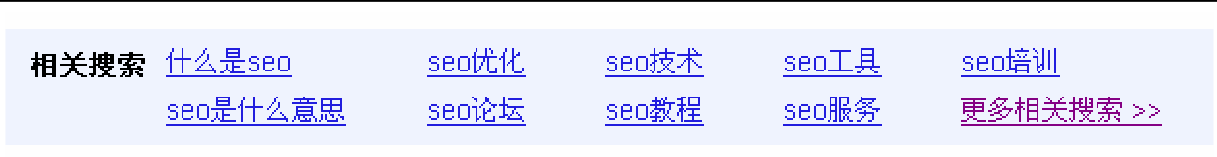 相关搜索 什么是seo seo优化 seo技术 seo工具 seo培训
seo是什么意思 seo论坛 seo教程 seo服务 更多相关搜索 >>